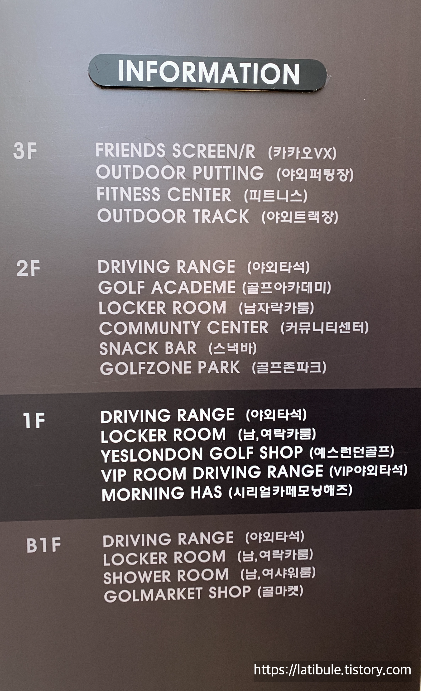 INFORMATION
3F FRIENDS SCREEN/R (카카오VX)
OUTDOOR PUTTING (야외퍼팅장)
FITNESS CENTER (피트니스)
OUTDOOR TRACK (야외트랙장)
2F DRIVING RANGE (야외타석)
GOLF ACADEME (골프아카데미)
LOCKER ROOM (남자락카룸)
COMMUNTY CENTER (커뮤니티센터)
SNACK BAR (스낵바)
GOLFZONE PARK (골프존파크)
1F DRIVING RANGE (야외타석)
LOCKER ROOM (남,여락카룸)
YESLONDON GOLF SHOP (예스런던골프)
VIP ROOM DRIVING RANGE (VIP야외타석)
MORNING HAS (시리얼카페모닝해즈)
B1F DRIVING RANGE (야외타석)
LOCKER ROOM (남,여락카룸)
SHOWER ROOM (남,여샤워룸)
GOLMARKET SHOP (골마켓)
https://latibule.tistory.com